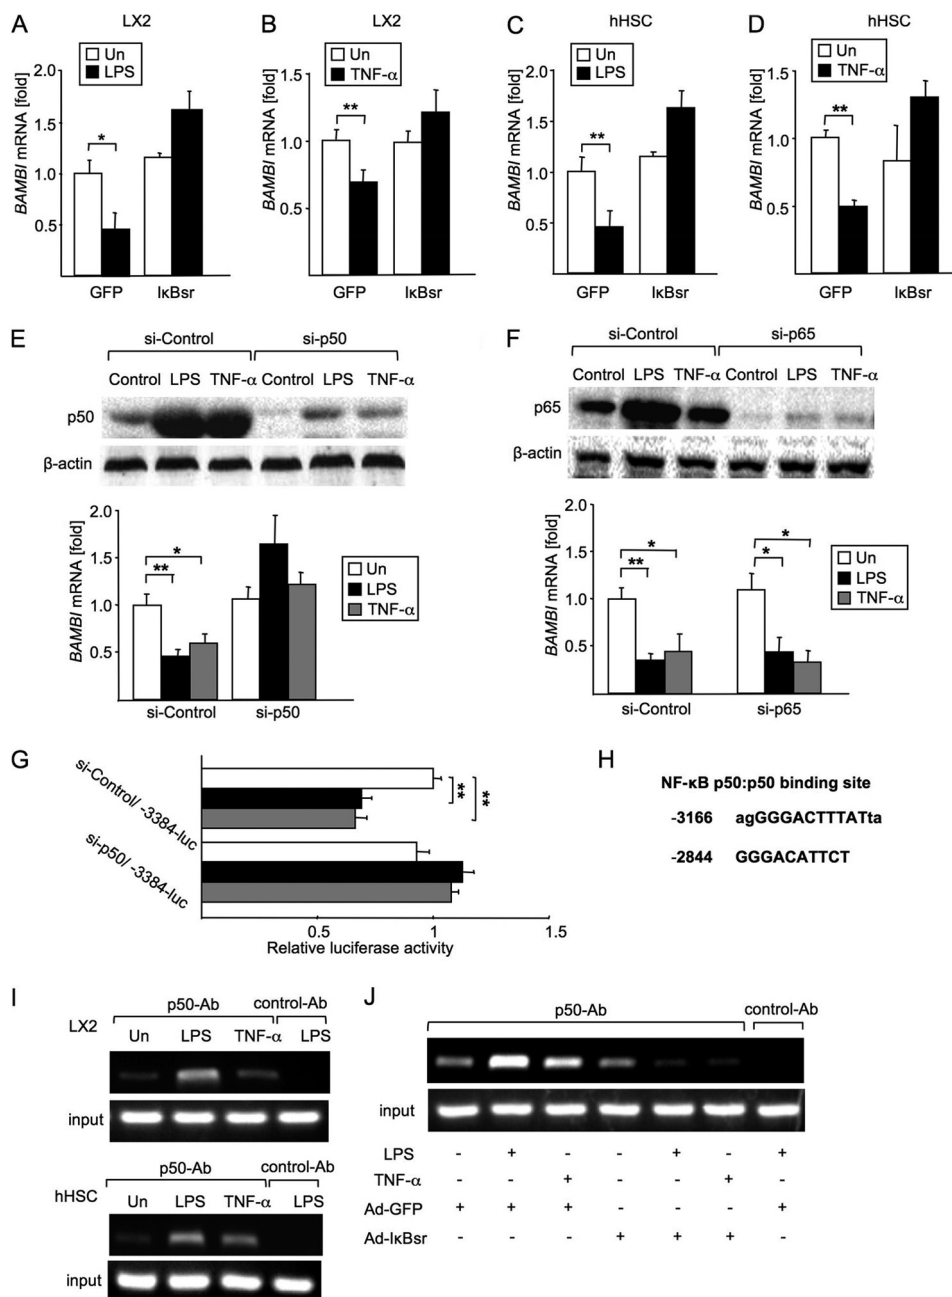 A
LX2
Un
LPS
BAMBI mRNA [fold]
2.0
1.5
1.0
0.5
*
GFP
IκBsr
B
LX2
Un
TNF-α
BAMBI mRNA [fold]
1.5
1.0
0.5
**
GFP
IκBsr
C
hHSC
Un
LPS
BAMBI mRNA [fold]
2.0
1.5
1.0
0.5
**
GFP
IκBsr
D
hHSC
Un
TNF-α
BAMBI mRNA [fold]
1.5
1.0
0.5
**
GFP
IκBsr
E
si-Control si-p50
Control LPS TNF-α Control LPS TNF-α
p50
β-actin
BAMBI mRNA [fold]
2.0
1.5
1.0
0.5
*
**
Un
LPS
TNF-α
si-Control si-p50
F
si-Control si-p65
Control LPS TNF-α Control LPS TNF-α
p65
β-actin
BAMBI mRNA [fold]
2.0
1.5
1.0
0.5
*
**
*
*
Un
LPS
TNF-α
si-Control si-p65
G
si-Control/ -3384-luc
si-p50/ -3384-luc
**
**
0.5 1 1.5
Relative luciferase activity
H
NF-κB p50:p50 binding site
-3166 agGGGACTTTATta
-2844 GGGACATTCT
I
p50-Ab control-Ab
LX2
Un LPS TNF-α LPS
input
p50-Ab control-Ab
hHSC
Un LPS TNF-α LPS
input
J
p50-Ab control-Ab
input
LPS - + - - + - +
TNF-α - - + - - + -
Ad-GFP + + + - - - +
Ad-IκBsr - - - + + + -